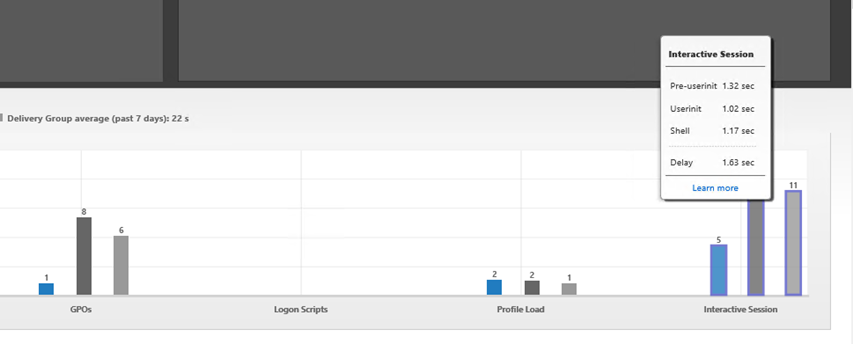 Interactive Session
Pre-userinit 1.32 sec
Userinit 1.02 sec
Shell 1.17 sec
Delay 1.63 sec
Learn more
Delivery Group average (past 7 days): 22 s
1
8
6
2
2
1
5
11
GPOs
Logon Scripts
Profile Load
Interactive Session